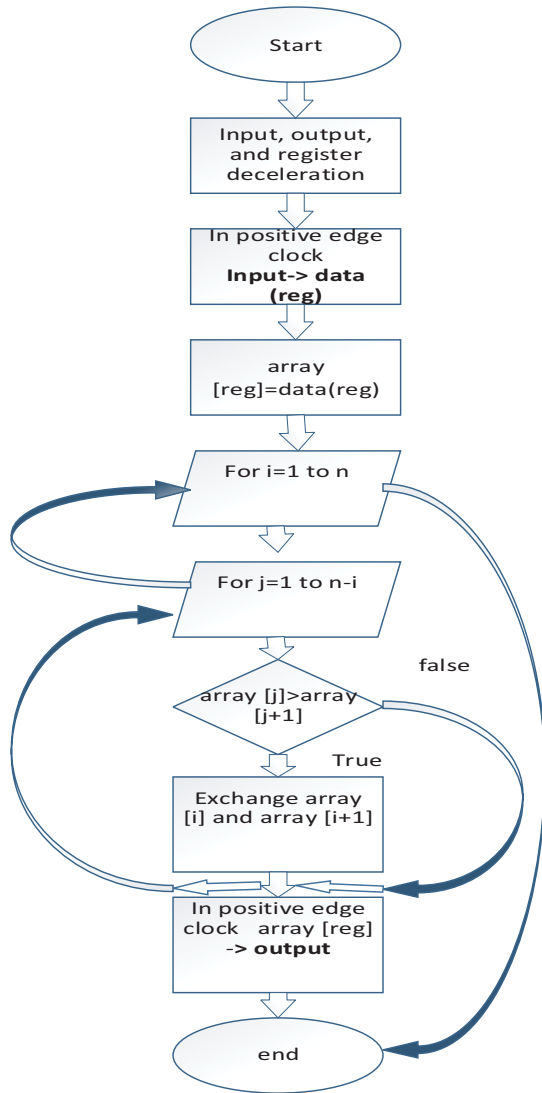 Start
Input, output,
and register
deceleration
In positive edge
clock
Input-> data
(reg)
array
[reg]=data(reg)
For i=1 to n
For j=1 to n-i
false
array [j]>array
[j+1]
True
Exchange array
[i] and array [i+1]
In positive edge
clock array [reg]
-> output
end